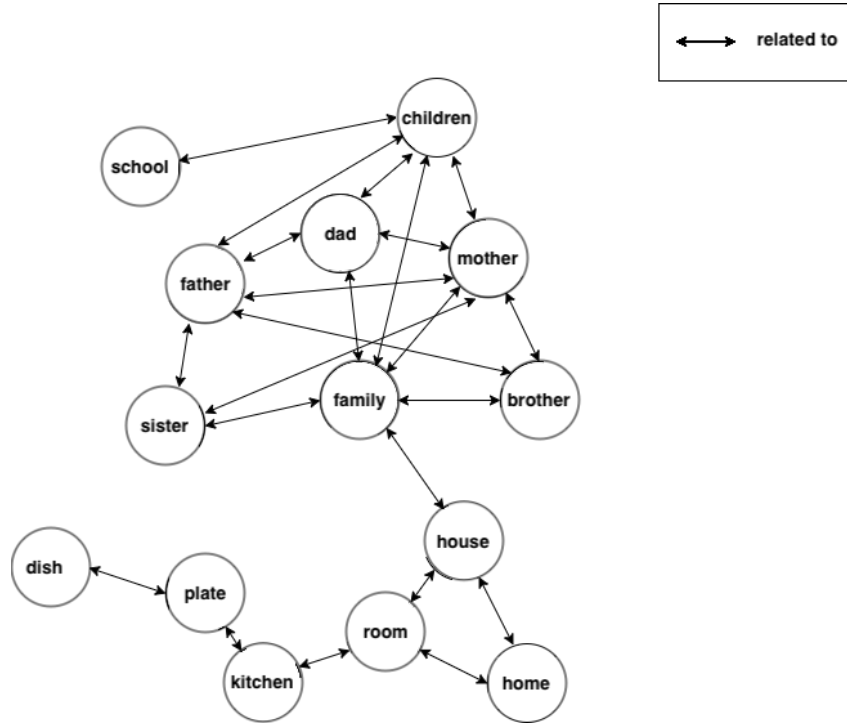 related to
children
school
dad
mother
father
family
brother
sister
house
dish
plate
room
kitchen
home